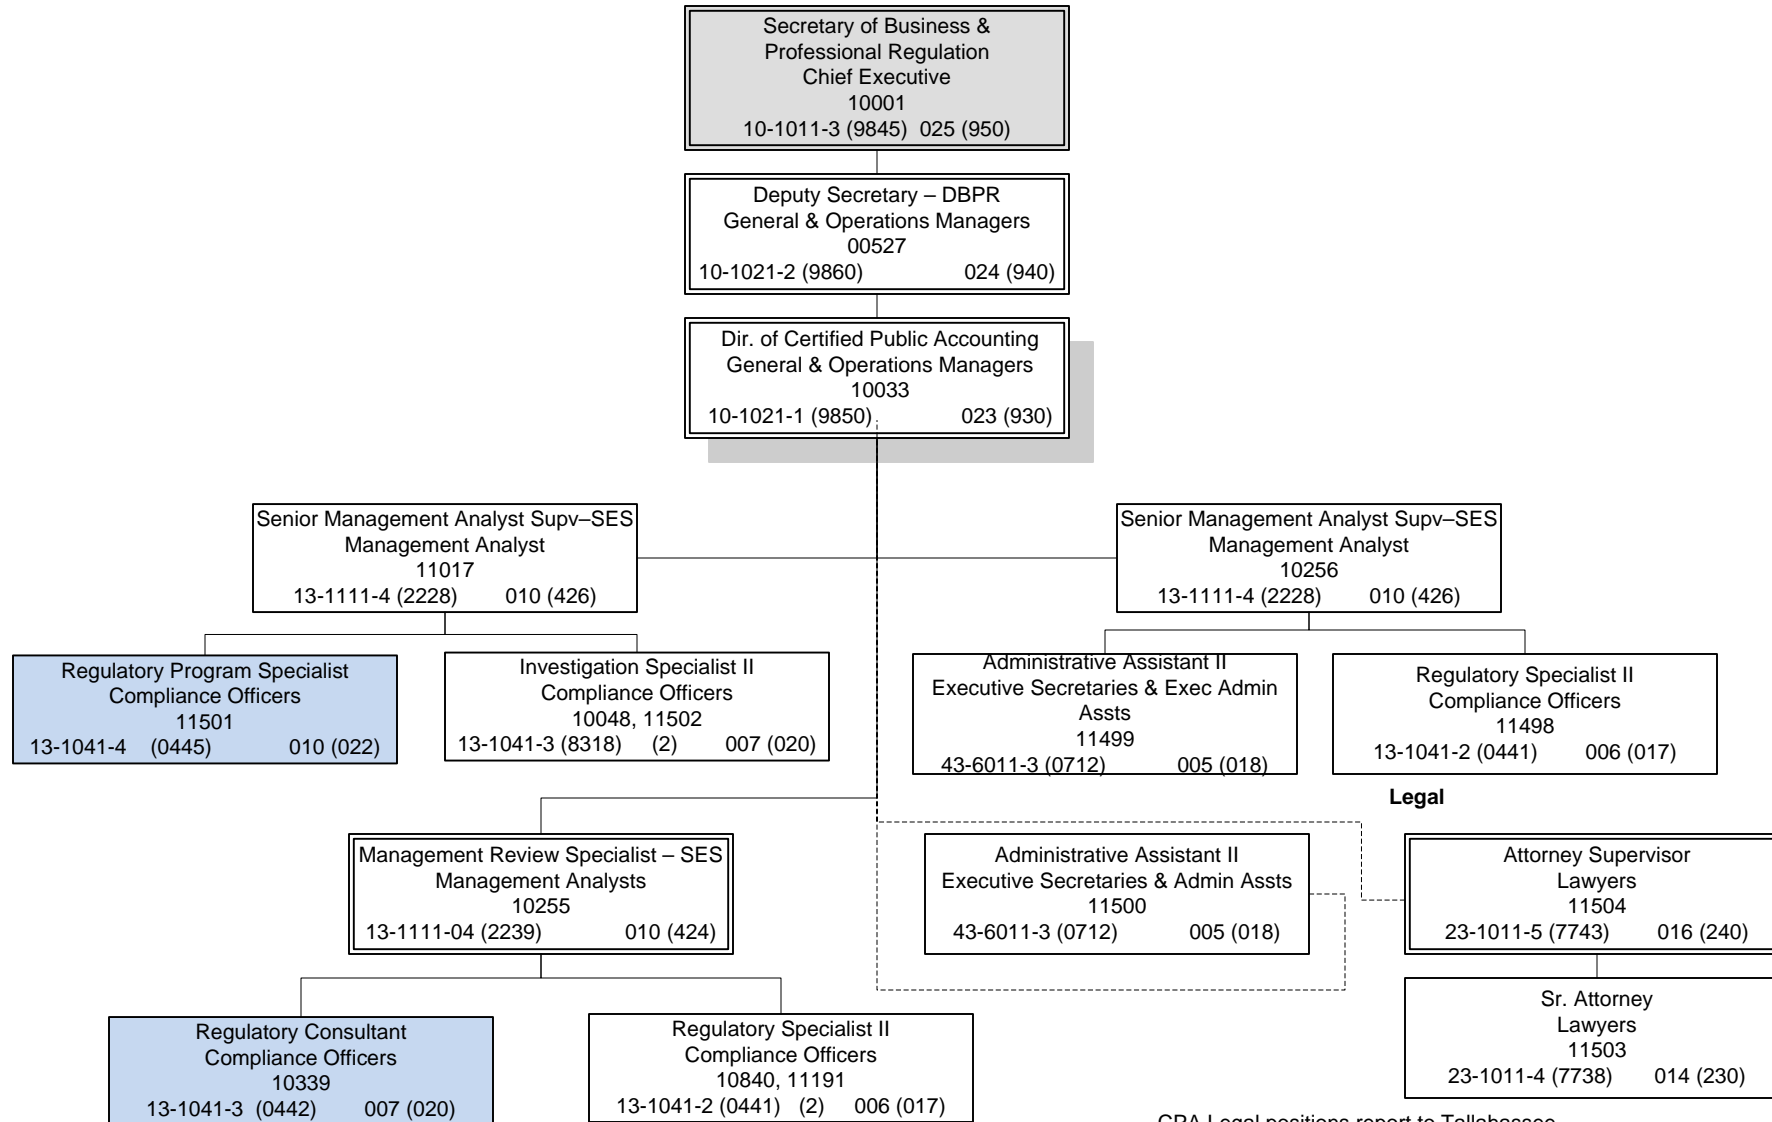 Secretary of Business &
Professional Regulation
Chief Executive
10001
10-1011-3 (9845) 025 (950)
Deputy Secretary – DBPR
General & Operations Managers
00527
10-1021-2 (9860) 024 (940)
Dir. of Certified Public Accounting
General & Operations Managers
10033
10-1021-1 (9850) 023 (930)
Senior Management Analyst Supv–SES
Management Analyst
11017
13-1111-4 (2228) 010 (426)
Senior Management Analyst Supv–SES
Management Analyst
10256
13-1111-4 (2228) 010 (426)
Regulatory Program Specialist
Compliance Officers
11501
13-1041-4 (0445) 010 (022)
Investigation Specialist II
Compliance Officers
10048, 11502
13-1041-3 (8318) (2) 007 (020)
Administrative Assistant II
Executive Secretaries & Exec Admin
Assts
11499
43-6011-3 (0712) 005 (018)
Regulatory Specialist II
Compliance Officers
11498
13-1041-2 (0441) 006 (017)
Legal
Management Review Specialist – SES
Management Analysts
10255
13-1111-04 (2239) 010 (424)
Administrative Assistant II
Executive Secretaries & Admin Assts
11500
43-6011-3 (0712) 005 (018)
Attorney Supervisor
Lawyers
11504
23-1011-5 (7743) 016 (240)
Sr. Attorney
Lawyers
11503
23-1011-4 (7738) 014 (230)
Regulatory Consultant
Compliance Officers
10339
13-1041-3 (0442) 007 (020)
Regulatory Specialist II
Compliance Officers
10840, 11191
13-1041-2 (0441) (2) 006 (017)
CPA Legal positions report to Tallahassee